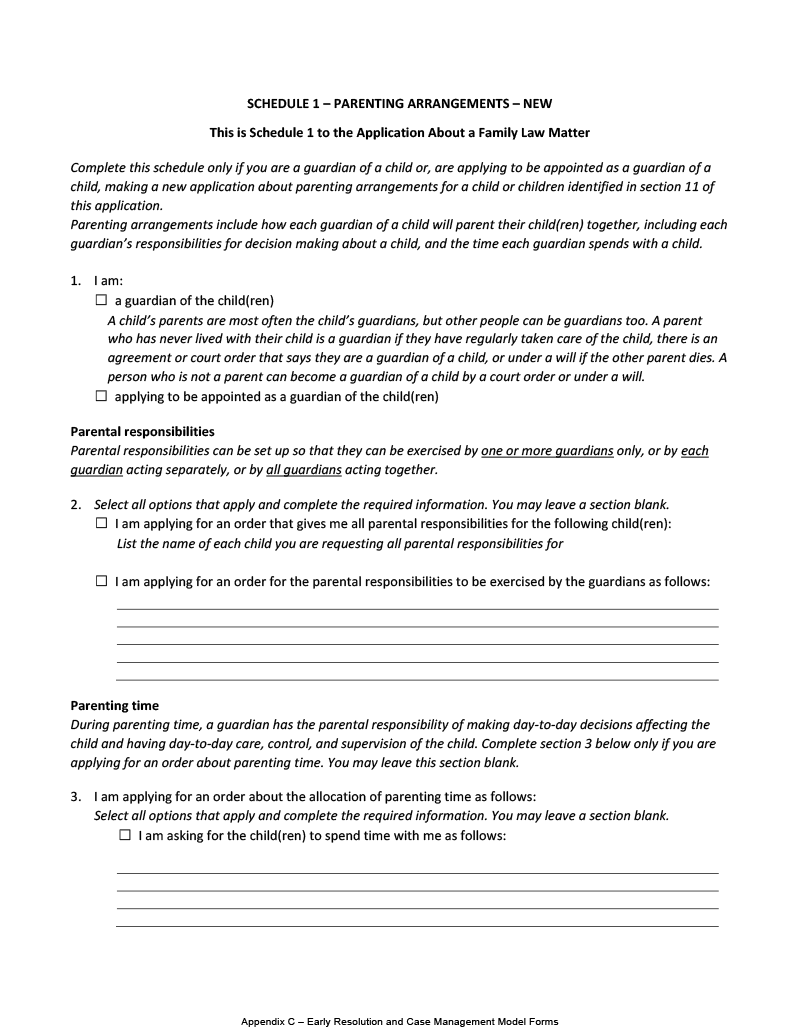 SCHEDULE 1 – PARENTING ARRANGEMENTS – NEW
This is Schedule 1 to the Application About a Family Law Matter
Complete this schedule only if you are a guardian of a child or, are applying to be appointed as a guardian of a
child, making a new application about parenting arrangements for a child or children identified in section 11 of
this application.
Parenting arrangements include how each guardian of a child will parent their child(ren) together, including each
guardian's responsibilities for decision making about a child, and the time each guardian spends with a child.
1. I am:
☐ a guardian of the child(ren)
A child's parents are most often the child's guardians, but other people can be guardians too. A parent
who has never lived with their child is a guardian if they have regularly taken care of the child, there is an
agreement or court order that says they are a guardian of a child, or under a will if the other parent dies. A
person who is not a parent can become a guardian of a child by a court order or under a will.
☐ applying to be appointed as a guardian of the child(ren)
Parental responsibilities
Parental responsibilities can be set up so that they can be exercised by one or more guardians only, or by each
guardian acting separately, or by all guardians acting together.
2. Select all options that apply and complete the required information. You may leave a section blank.
☐ I am applying for an order that gives me all parental responsibilities for the following child(ren):
List the name of each child you are requesting all parental responsibilities for
☐ I am applying for an order for the parental responsibilities to be exercised by the guardians as follows:
Parenting time
During parenting time, a guardian has the parental responsibility of making day-to-day decisions affecting the
child and having day-to-day care, control, and supervision of the child. Complete section 3 below only if you are
applying for an order about parenting time. You may leave this section blank.
3. I am applying for an order about the allocation of parenting time as follows:
Select all options that apply and complete the required information. You may leave a section blank.
☐ I am asking for the child(ren) to spend time with me as follows:
Appendix C – Early Resolution and Case Management Model Forms